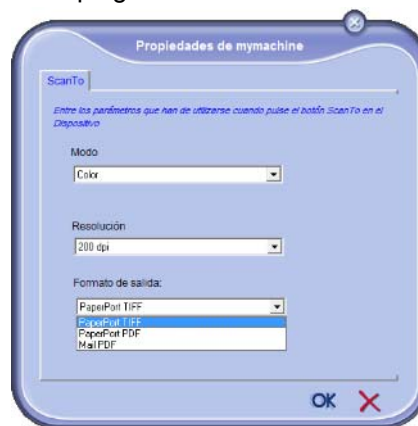 Propiedades de mymachine
ScanTo
Entre los parámetros que han de utilizarse cuando pulse el botón ScanTo en el
Dispositivo
Modo
Color
Resolución
200 dpi
Formato de salida:
PaperPort TIFF
PaperPort TIFF
PaperPort PDF
Mail PDF
OK